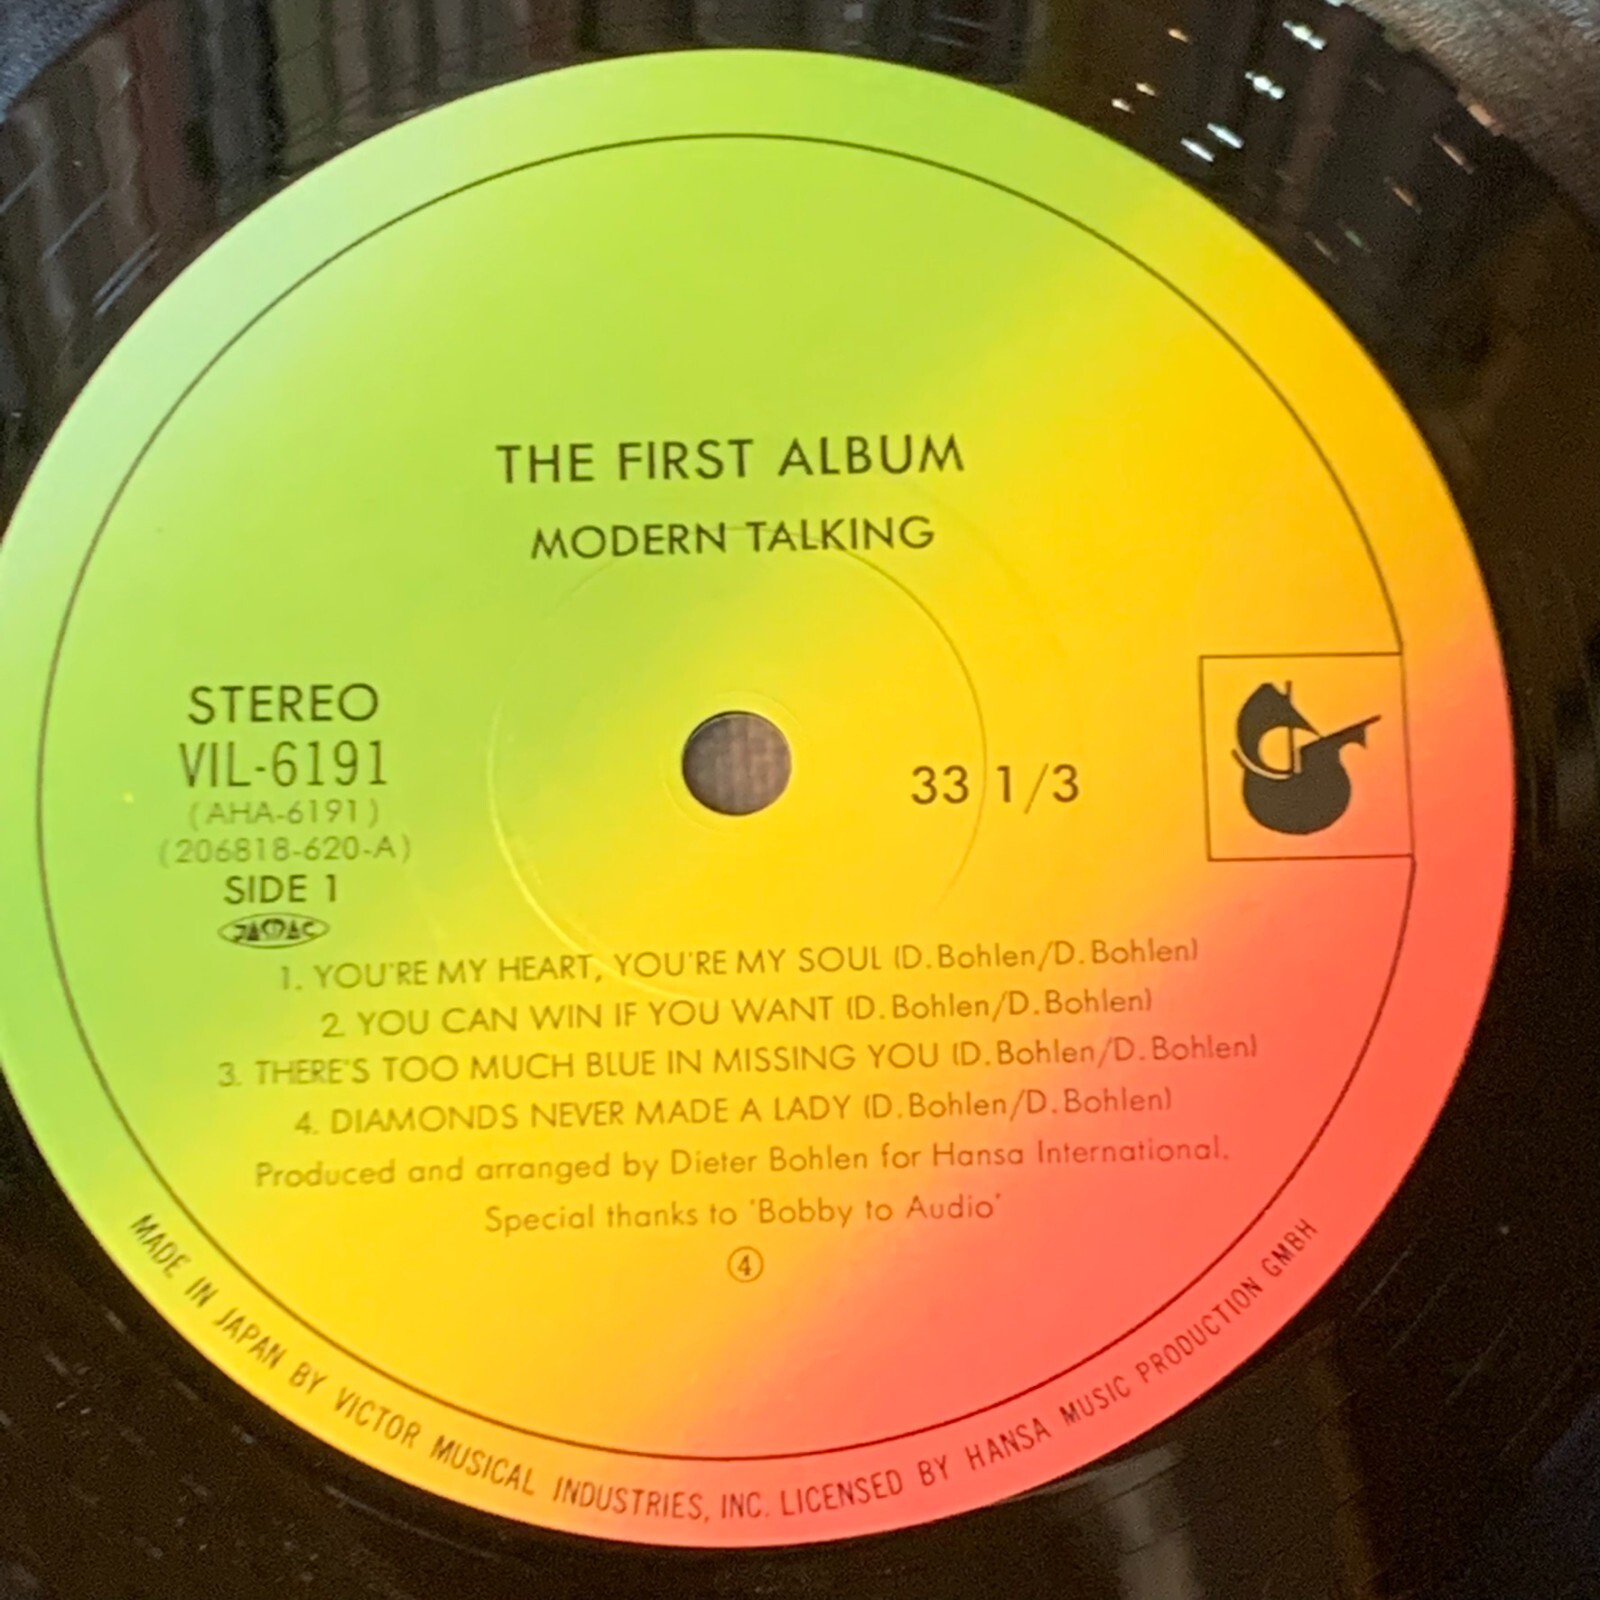 THE FIRST ALBUM
MODERN TALKING
STEREO
VIL-6191
(AHA-6191)
(206818-620-A)
SIDE 1
JASRAC
33 1/3
1. YOU'RE MY HEART, YOU'RE MY SOUL (D.Bohlen/D.Bohlen)
2. YOU CAN WIN IF YOU WANT (D.Bohlen/D.Bohlen)
3. THERE'S TOO MUCH BLUE IN MISSING YOU (D.Bohlen/D.Bohlen)
4. DIAMONDS NEVER MADE A LADY (D.Bohlen/D.Bohlen)
Produced and arranged by Dieter Bohlen for Hansa International.
Special thanks to 'Bobby to Audio'
④
MADE IN JAPAN BY VICTOR MUSICAL INDUSTRIES, INC. LICENSED BY HANSA MUSIC PRODUCTION GMBH